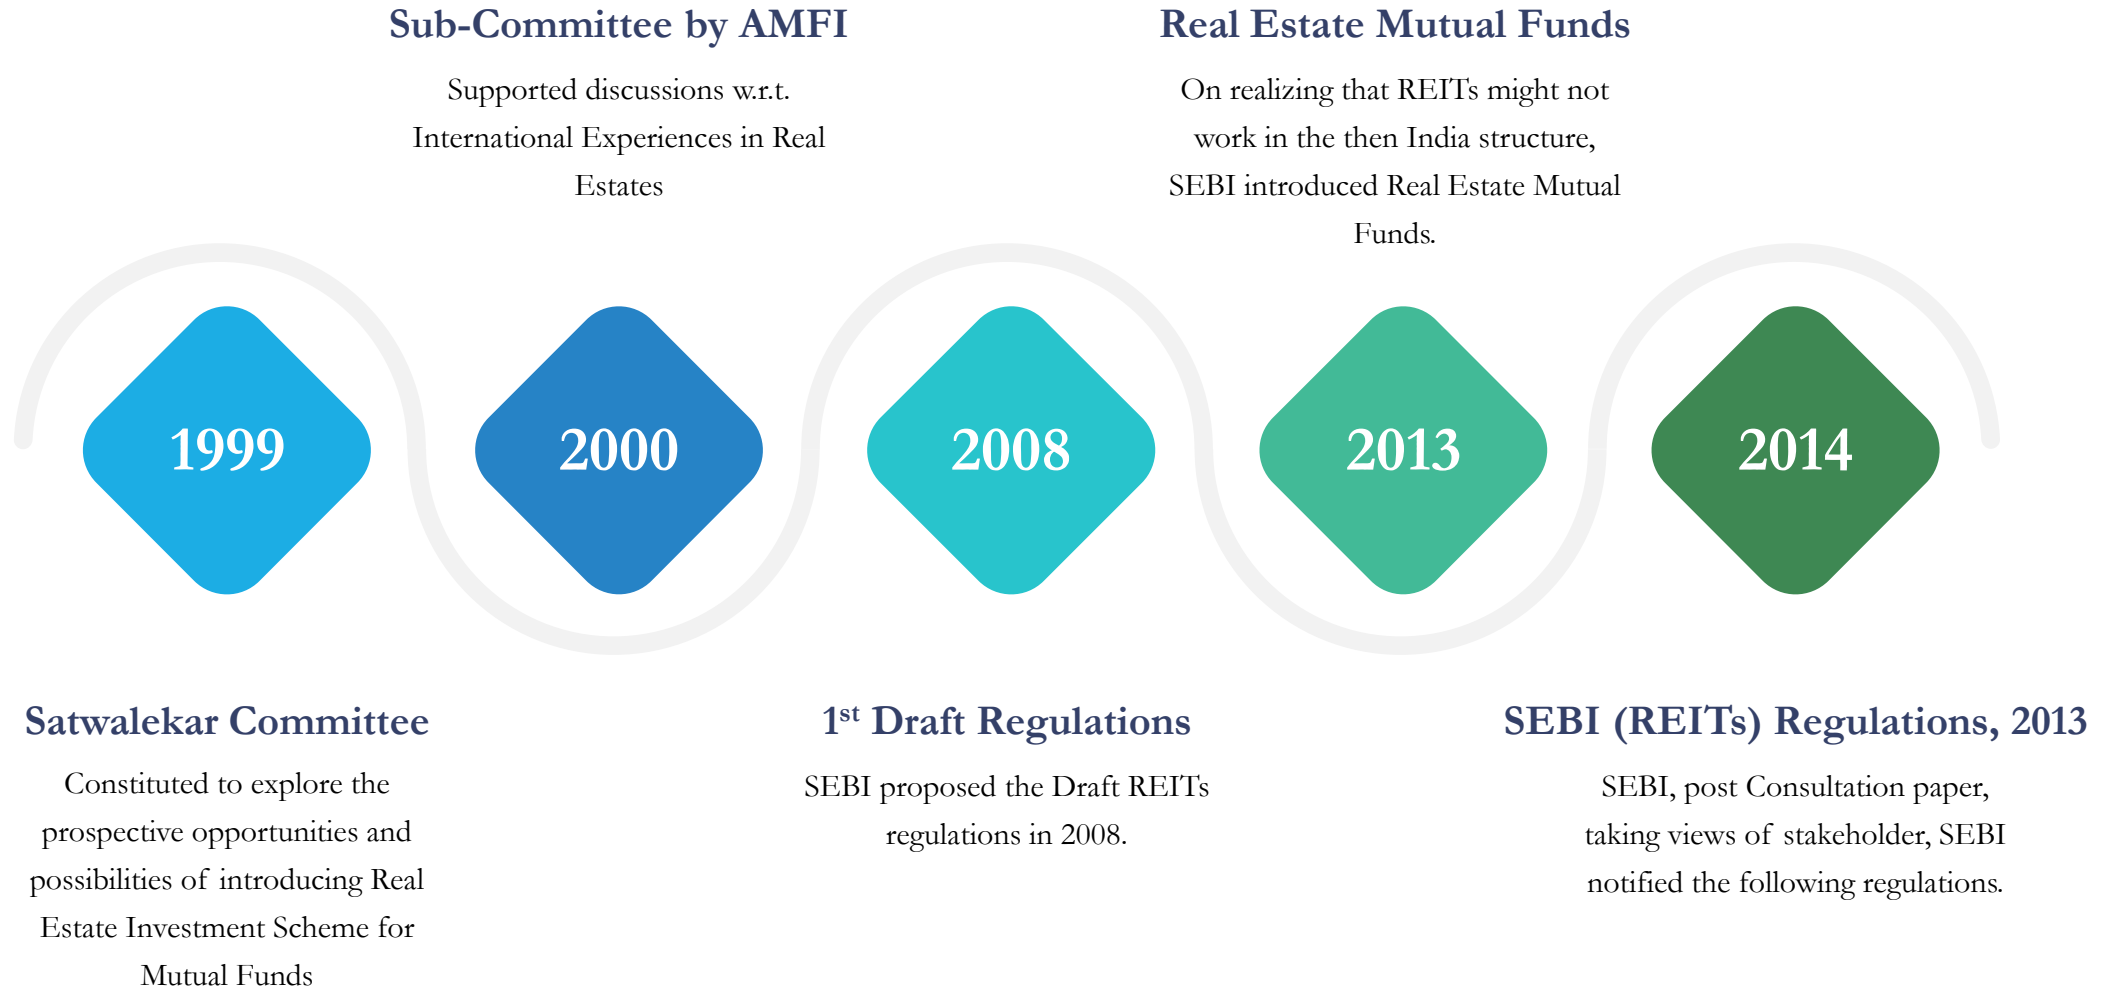 Sub-Committee by AMFI
Supported discussions w.r.t.
International Experiences in Real
Estates
Real Estate Mutual Funds
On realizing that REITs might not
work in the then India structure,
SEBI introduced Real Estate Mutual
Funds.
1999
2000
2008
2013
2014
Satwalekar Committee
Constituted to explore the
prospective opportunities and
possibilities of introducing Real
Estate Investment Scheme for
Mutual Funds
1st Draft Regulations
SEBI proposed the Draft REITs
regulations in 2008.
SEBI (REITs) Regulations, 2013
SEBI, post Consultation paper,
taking views of stakeholder, SEBI
notified the following regulations.